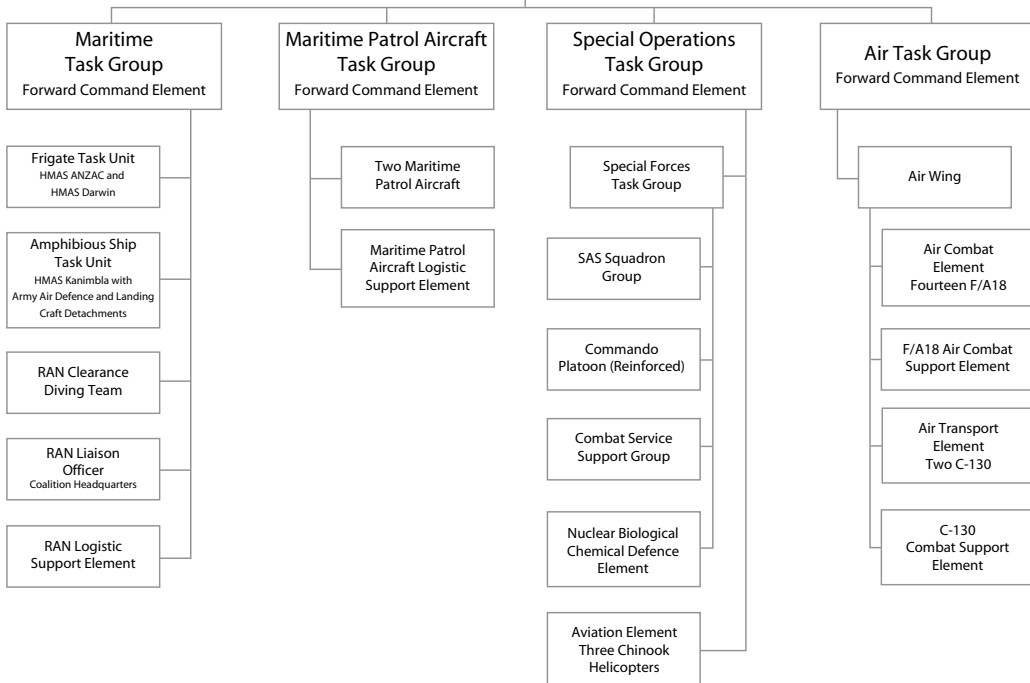 Maritime
Task Group
Forward Command Element
Frigate Task Unit
HMAS ANZAC and
HMAS Darwin
Amphibious Ship
Task Unit
HMAS Kanimbla with
Army Air Defence and Landing
Craft Detachments
RAN Clearance
Diving Team
RAN Liaison
Officer
Coalition Headquarters
RAN Logistic
Support Element
Maritime Patrol Aircraft
Task Group
Forward Command Element
Two Maritime
Patrol Aircraft
Maritime Patrol
Aircraft Logistic
Support Element
Special Operations
Task Group
Forward Command Element
Special Forces
Task Group
SAS Squadron
Group
Commando
Platoon (Reinforced)
Combat Service
Support Group
Nuclear Biological
Chemical Defence
Element
Aviation Element
Three Chinook
Helicopters
Air Task Group
Forward Command Element
Air Wing
Air Combat
Element
Fourteen F/A18
F/A18 Air Combat
Support Element
Air Transport
Element
Two C-130
C-130
Combat Support
Element